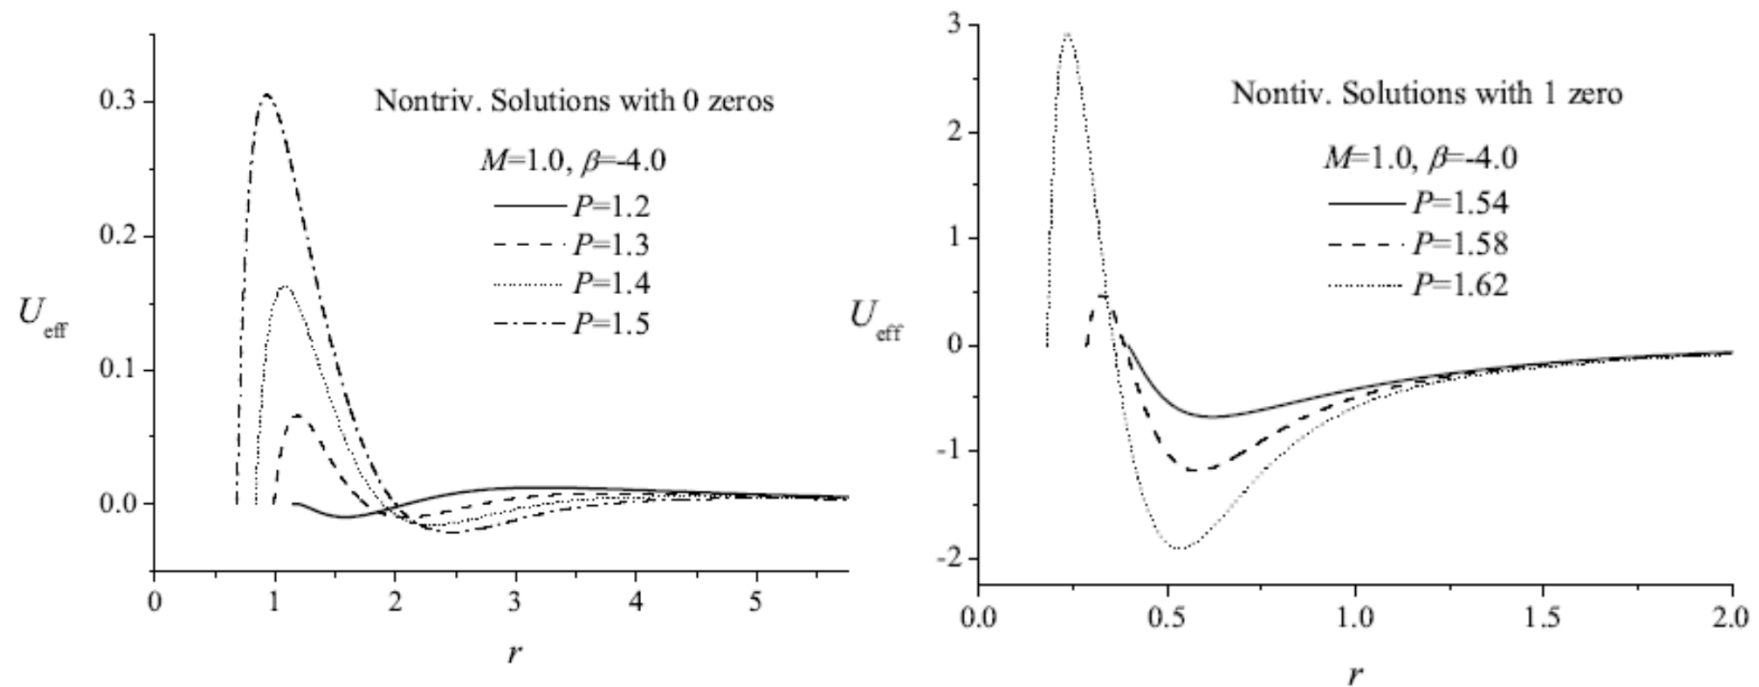 Nontriv. Solutions with 0 zeros
M=1.0, β=-4.0
P=1.2
P=1.3
P=1.4
P=1.5
0.3
0.2
0.1
0.0
U_eff
0 1 2 3 4 5
r
Nontiv. Solutions with 1 zero
M=1.0, β=-4.0
P=1.54
P=1.58
P=1.62
3
2
1
0
-1
-2
U_eff
0.0 0.5 1.0 1.5 2.0
r